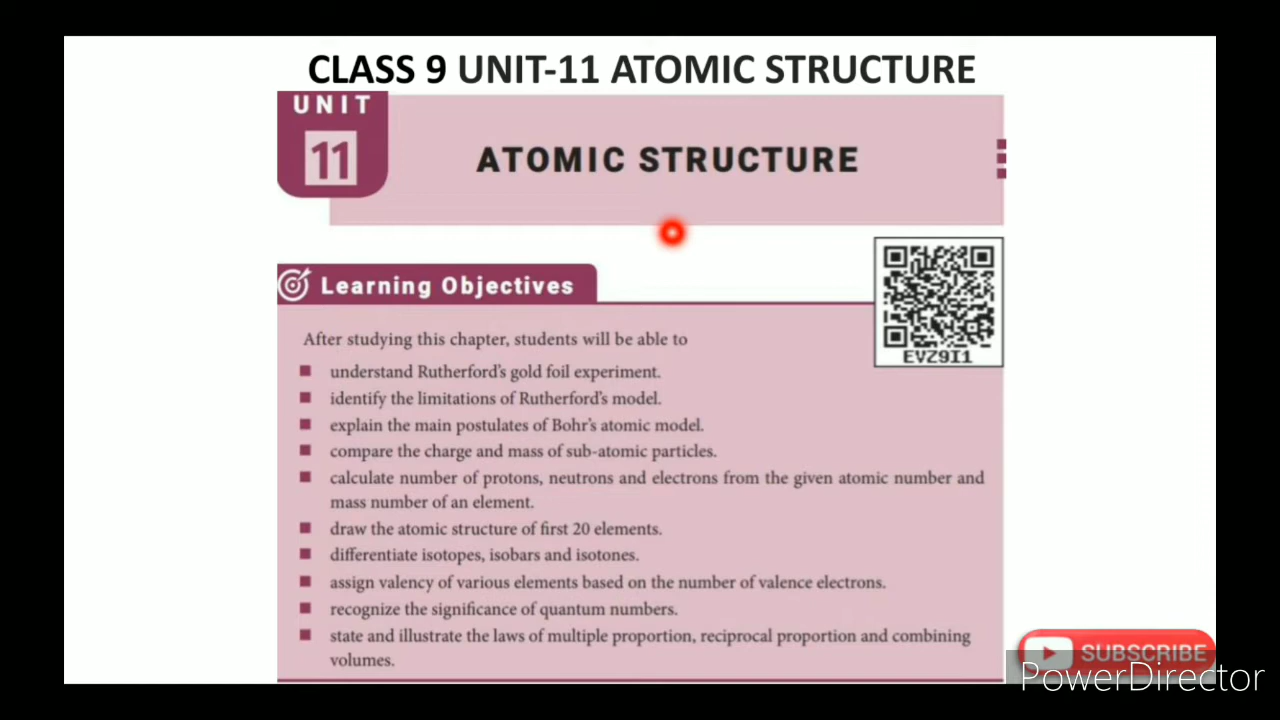 CLASS 9 UNIT-11 ATOMIC STRUCTURE
UNIT
11
ATOMIC STRUCTURE
EVZ9I1
Learning Objectives
After studying this chapter, students will be able to
understand Rutherford's gold foil experiment.
identify the limitations of Rutherford's model.
explain the main postulates of Bohr's atomic model.
compare the charge and mass of sub-atomic particles.
calculate number of protons, neutrons and electrons from the given atomic number and
mass number of an element.
draw the atomic structure of first 20 elements.
differentiate isotopes, isobars and isotones.
assign valency of various elements based on the number of valence electrons.
recognize the significance of quantum numbers.
state and illustrate the laws of multiple proportion, reciprocal proportion and combining
volumes.
SUBSCRIBE
PowerDirector